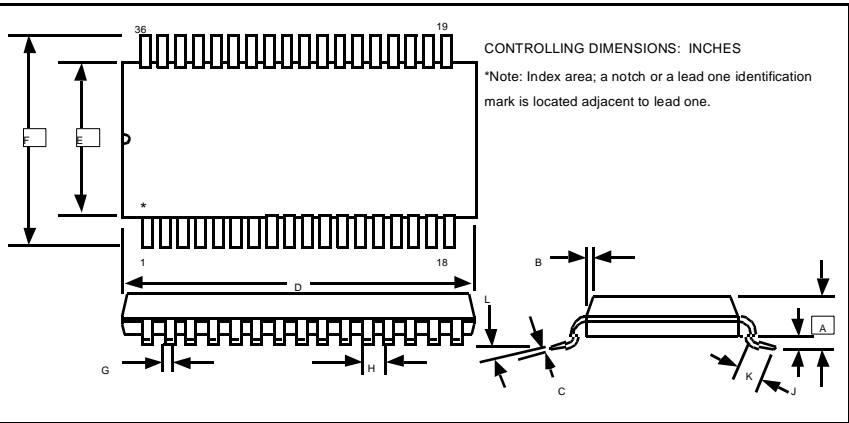 36
19
CONTROLLING DIMENSIONS: INCHES
*Note: Index area; a notch or a lead one identification
mark is located adjacent to lead one.
F
E
*
1
18
B
D
L
A
G
H
C
K
J